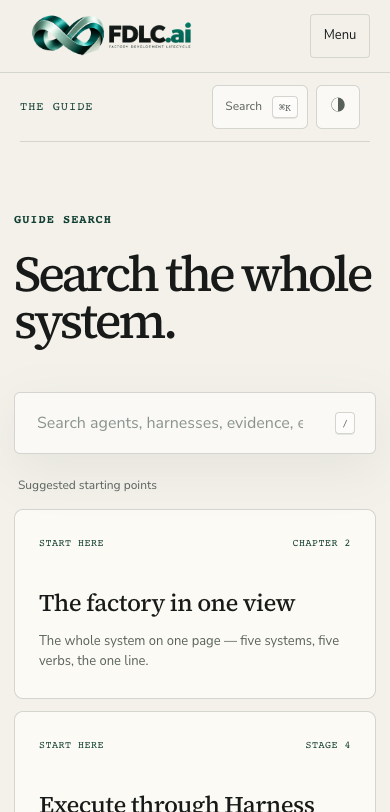 FDLC.ai
FACTORY DEVELOPMENT LIFECYCLE
Menu
THE GUIDE
Search ⌘K
GUIDE SEARCH
Search the whole
system.
Search agents, harnesses, evidence, e
/
Suggested starting points
START HERE CHAPTER 2
The factory in one view
The whole system on one page — five systems, five
verbs, the one line.
START HERE STAGE 4
Execute through Harness